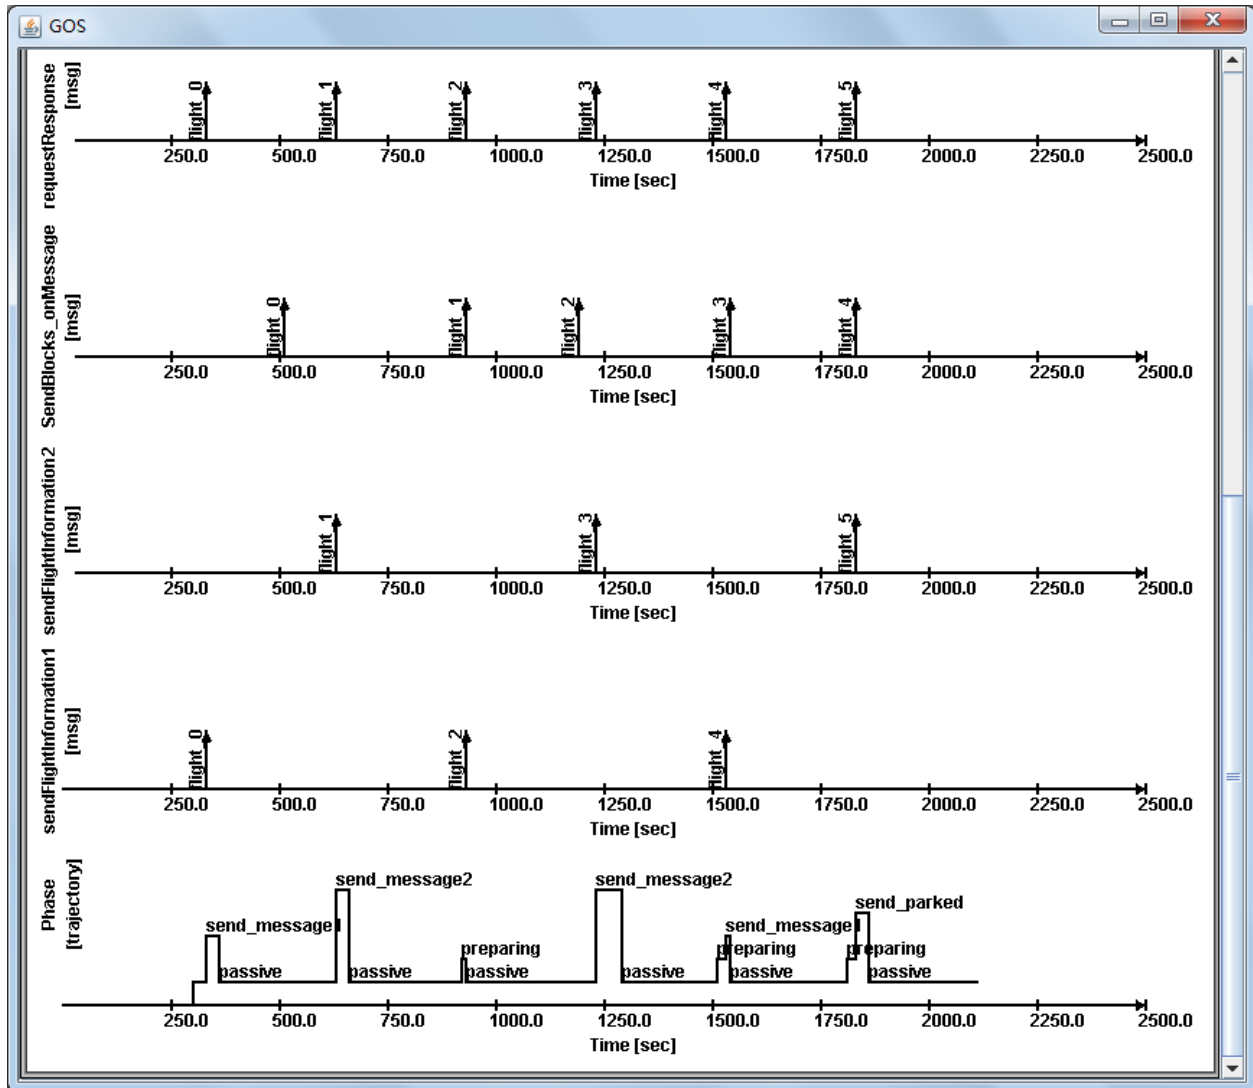 GOS
requestResponse
[msg]
flight_0 flight_1 flight_2 flight_3 flight_4 flight_5
250.0 500.0 750.0 1000.0 1250.0 1500.0 1750.0 2000.0 2250.0 2500.0
Time [sec]
SendBlocks_onMessage
[msg]
flight_0 flight_1 flight_2 flight_3 flight_4
250.0 500.0 750.0 1000.0 1250.0 1500.0 1750.0 2000.0 2250.0 2500.0
Time [sec]
sendFlightInformation2
[msg]
flight_1 flight_3 flight_5
250.0 500.0 750.0 1000.0 1250.0 1500.0 1750.0 2000.0 2250.0 2500.0
Time [sec]
sendFlightInformation1
[msg]
flight_0 flight_2 flight_4
250.0 500.0 750.0 1000.0 1250.0 1500.0 1750.0 2000.0 2250.0 2500.0
Time [sec]
Phase
[trajectory]
send_message2 send_message2
send_parked
send_message1 send_message1
preparing preparing preparing
passive passive passive passive passive passive
250.0 500.0 750.0 1000.0 1250.0 1500.0 1750.0 2000.0 2250.0 2500.0
Time [sec]